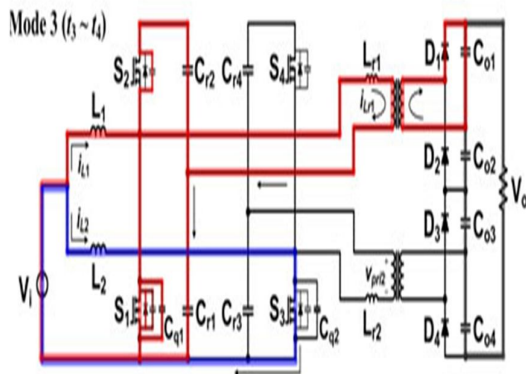 Mode 3 (t3 ~ t4)
S2 Cr2 Cr4 S4 Lr1 D1 Co1
L1 iLr1
iL1 D2 Co2
iL2 D3 Co3 Vo
L2 vpri2
Vi S1 Cq1 Cr1 Cr3 S3 Cq2 Lr2 D4 Co4